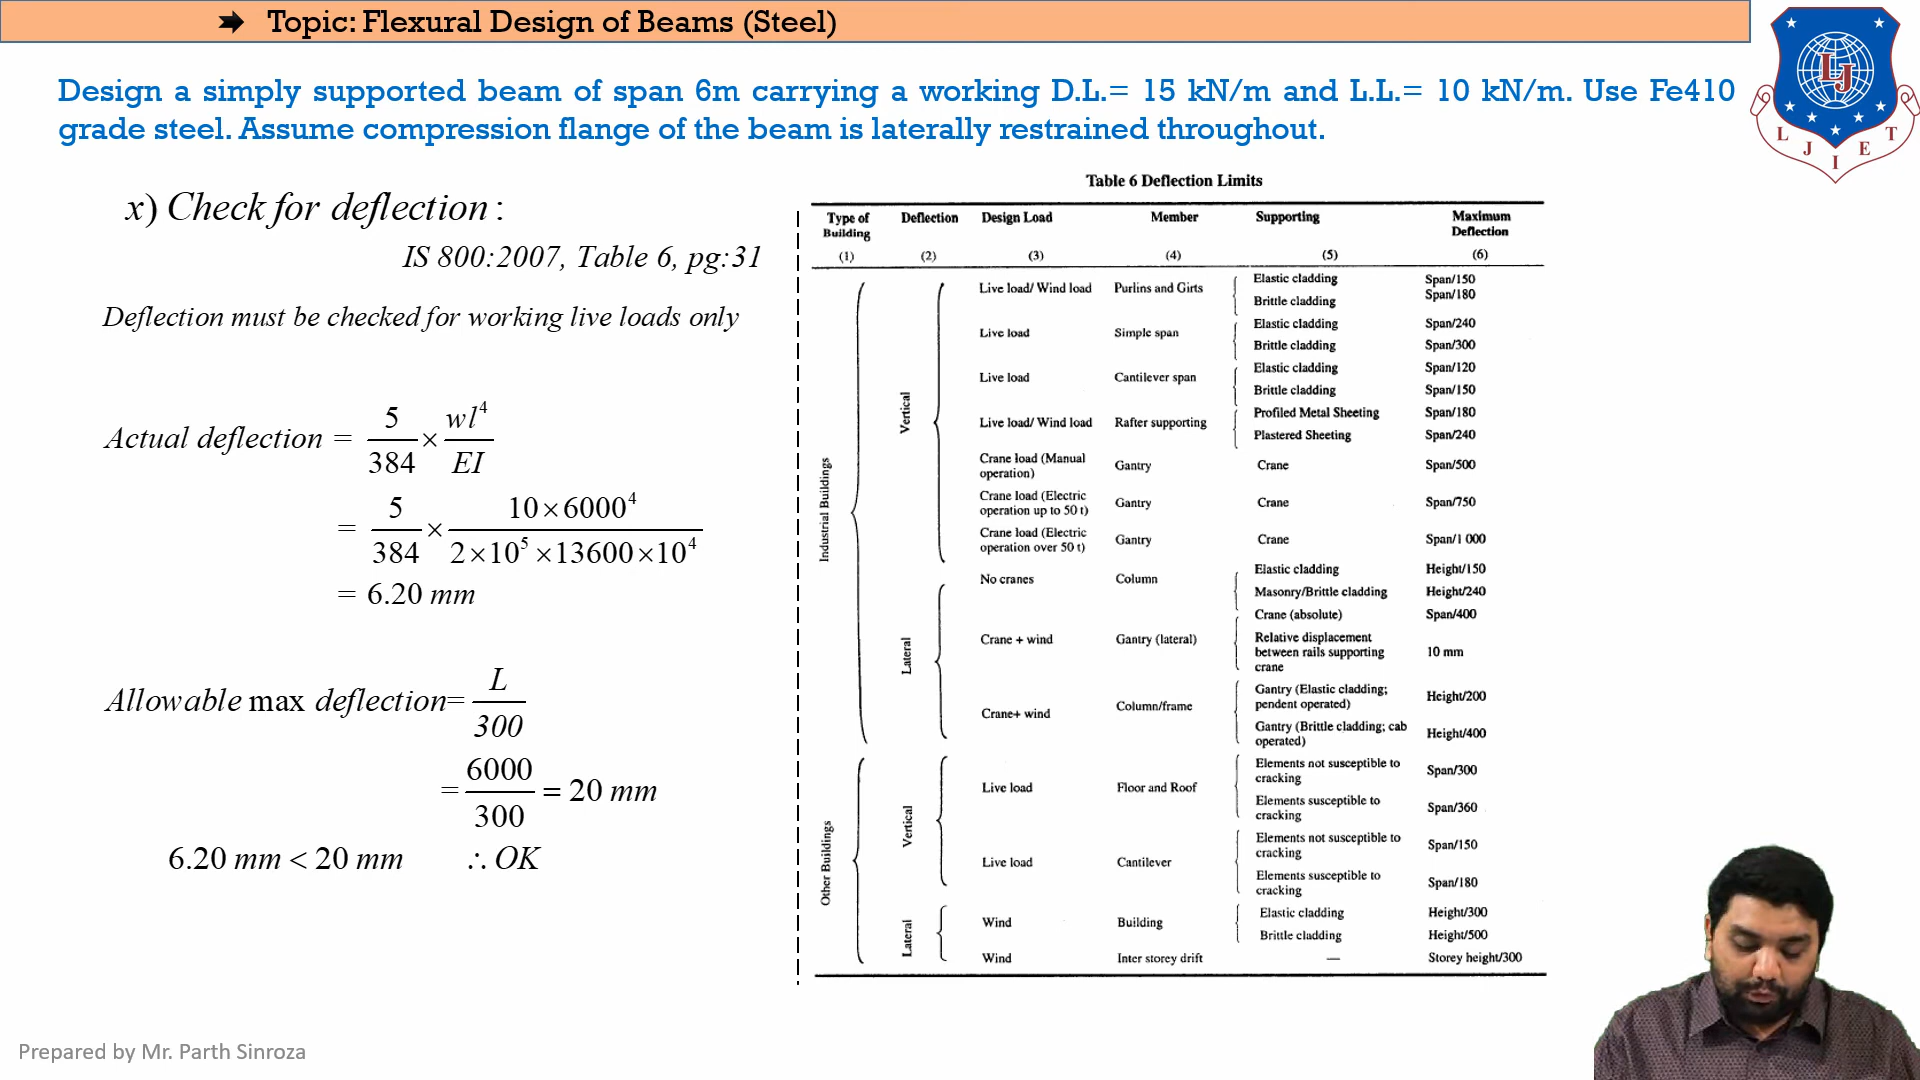 Topic: Flexural Design of Beams (Steel)
Design a simply supported beam of span 6m carrying a working D.L.= 15 kN/m and L.L.= 10 kN/m. Use Fe410
grade steel. Assume compression flange of the beam is laterally restrained throughout.
LJ
L J I E T
x) Check for deflection:
IS 800:2007, Table 6, pg:31
Deflection must be checked for working live loads only
Actual deflection = 5/384 × wl⁴/EI
= 5/384 × 10×6000⁴/2×10⁵×13600×10⁴
= 6.20 mm
Allowable max deflection= L/300
= 6000/300 = 20 mm
6.20 mm < 20 mm ∴ OK
Table 6 Deflection Limits
Type of Building Deflection Design Load Member Supporting Maximum Deflection
(1) (2) (3) (4) (5) (6)
Industrial Buildings
Vertical
Live load/ Wind load Purlins and Girts Elastic cladding Span/150
Brittle cladding Span/180
Live load Simple span Elastic cladding Span/240
Brittle cladding Span/300
Live load Cantilever span Elastic cladding Span/120
Brittle cladding Span/150
Live load/ Wind load Rafter supporting Profiled Metal Sheeting Span/180
Plastered Sheeting Span/240
Crane load (Manual operation) Gantry Crane Span/500
Crane load (Electric operation up to 50 t) Gantry Crane Span/750
Crane load (Electric operation over 50 t) Gantry Crane Span/1 000
Lateral
No cranes Column Elastic cladding Height/150
Masonry/Brittle cladding Height/240
Crane + wind Gantry (lateral) Crane (absolute) Span/400
Relative displacement between rails supporting crane 10 mm
Crane+ wind Column/frame Gantry (Elastic cladding; pendent operated) Height/200
Gantry (Brittle cladding; cab operated) Height/400
Other Buildings
Vertical
Live load Floor and Roof Elements not susceptible to cracking Span/300
Elements susceptible to cracking Span/360
Live load Cantilever Elements not susceptible to cracking Span/150
Elements susceptible to cracking Span/180
Lateral
Wind Building Elastic cladding Height/300
Brittle cladding Height/500
Wind Inter storey drift — Storey height/300
Prepared by Mr. Parth Sinroza